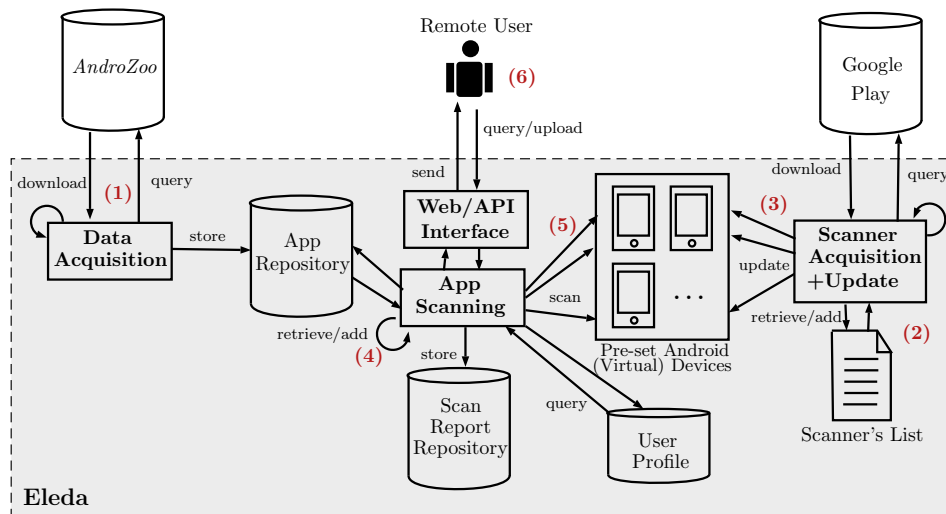 Remote User
AndroZoo
Google
Play
(6)
query/upload
download
query
(1)
send
download
query
Web/API
Interface
(5)
(3)
Data
Acquisition
store
App
Repository
Scanner
Acquisition
+Update
update
App
Scanning
scan
...
retrieve/add
(4)
retrieve/add
(2)
store
Pre-set Android
(Virtual) Devices
Scan
Report
Repository
query
User
Profile
Scanner's List
Eleda